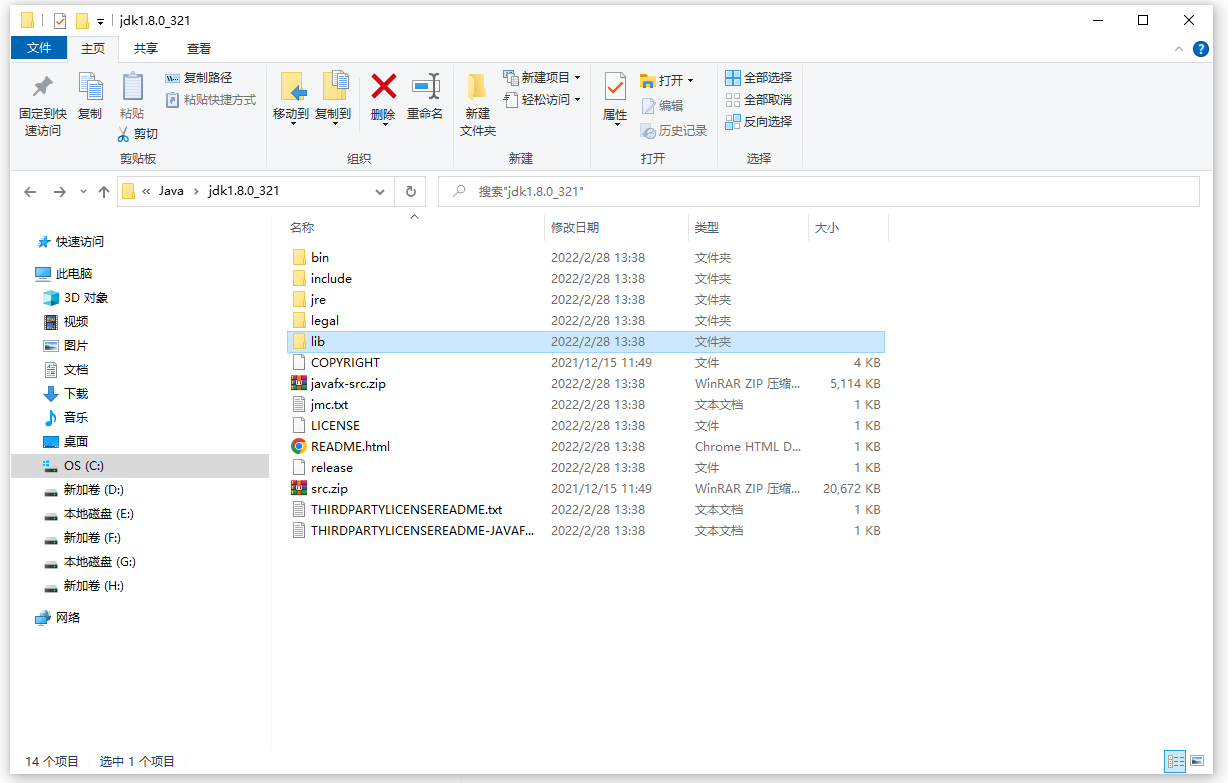 jdk1.8.0_321
文件 主页 共享 查看
固定到快速访问
复制
粘贴
复制路径
粘贴快捷方式
剪切
剪贴板
移动到
复制到
删除
重命名
组织
新建文件夹
新建项目
轻松访问
新建
属性
打开
编辑
历史记录
打开
全部选择
全部取消
反向选择
选择
« Java › jdk1.8.0_321
搜索"jdk1.8.0_321"
快速访问
此电脑
3D 对象
视频
图片
文档
下载
音乐
桌面
OS (C:)
新加卷 (D:)
本地磁盘 (E:)
新加卷 (F:)
本地磁盘 (G:)
新加卷 (H:)
网络
名称 修改日期 类型 大小
bin 2022/2/28 13:38 文件夹
include 2022/2/28 13:38 文件夹
jre 2022/2/28 13:38 文件夹
legal 2022/2/28 13:38 文件夹
lib 2022/2/28 13:38 文件夹
COPYRIGHT 2021/12/15 11:49 文件 4 KB
javafx-src.zip 2022/2/28 13:38 WinRAR ZIP 压缩... 5,114 KB
jmc.txt 2022/2/28 13:38 文本文档 1 KB
LICENSE 2022/2/28 13:38 文件 1 KB
README.html 2022/2/28 13:38 Chrome HTML D... 1 KB
release 2022/2/28 13:38 文件 1 KB
src.zip 2021/12/15 11:49 WinRAR ZIP 压缩... 20,672 KB
THIRDPARTYLICENSEREADME.txt 2022/2/28 13:38 文本文档 1 KB
THIRDPARTYLICENSEREADME-JAVAF... 2022/2/28 13:38 文本文档 1 KB
14 个项目 选中 1 个项目